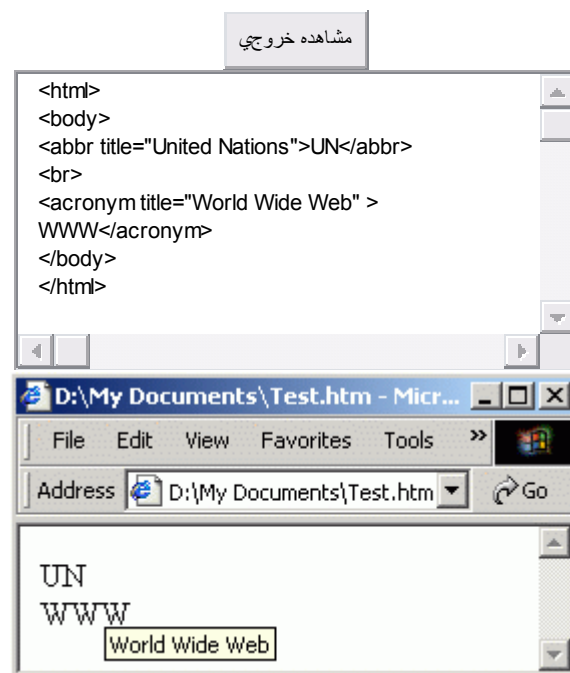 مشاهده خروجي
<html>
<body>
<abbr title="United Nations">UN</abbr>
<br>
<acronym title="World Wide Web" >
WWW</acronym>
</body>
</html>
D:\My Documents\Test.htm - Micr...
File Edit View Favorites Tools »
Address D:\My Documents\Test.htm Go
UN
WWW
World Wide Web